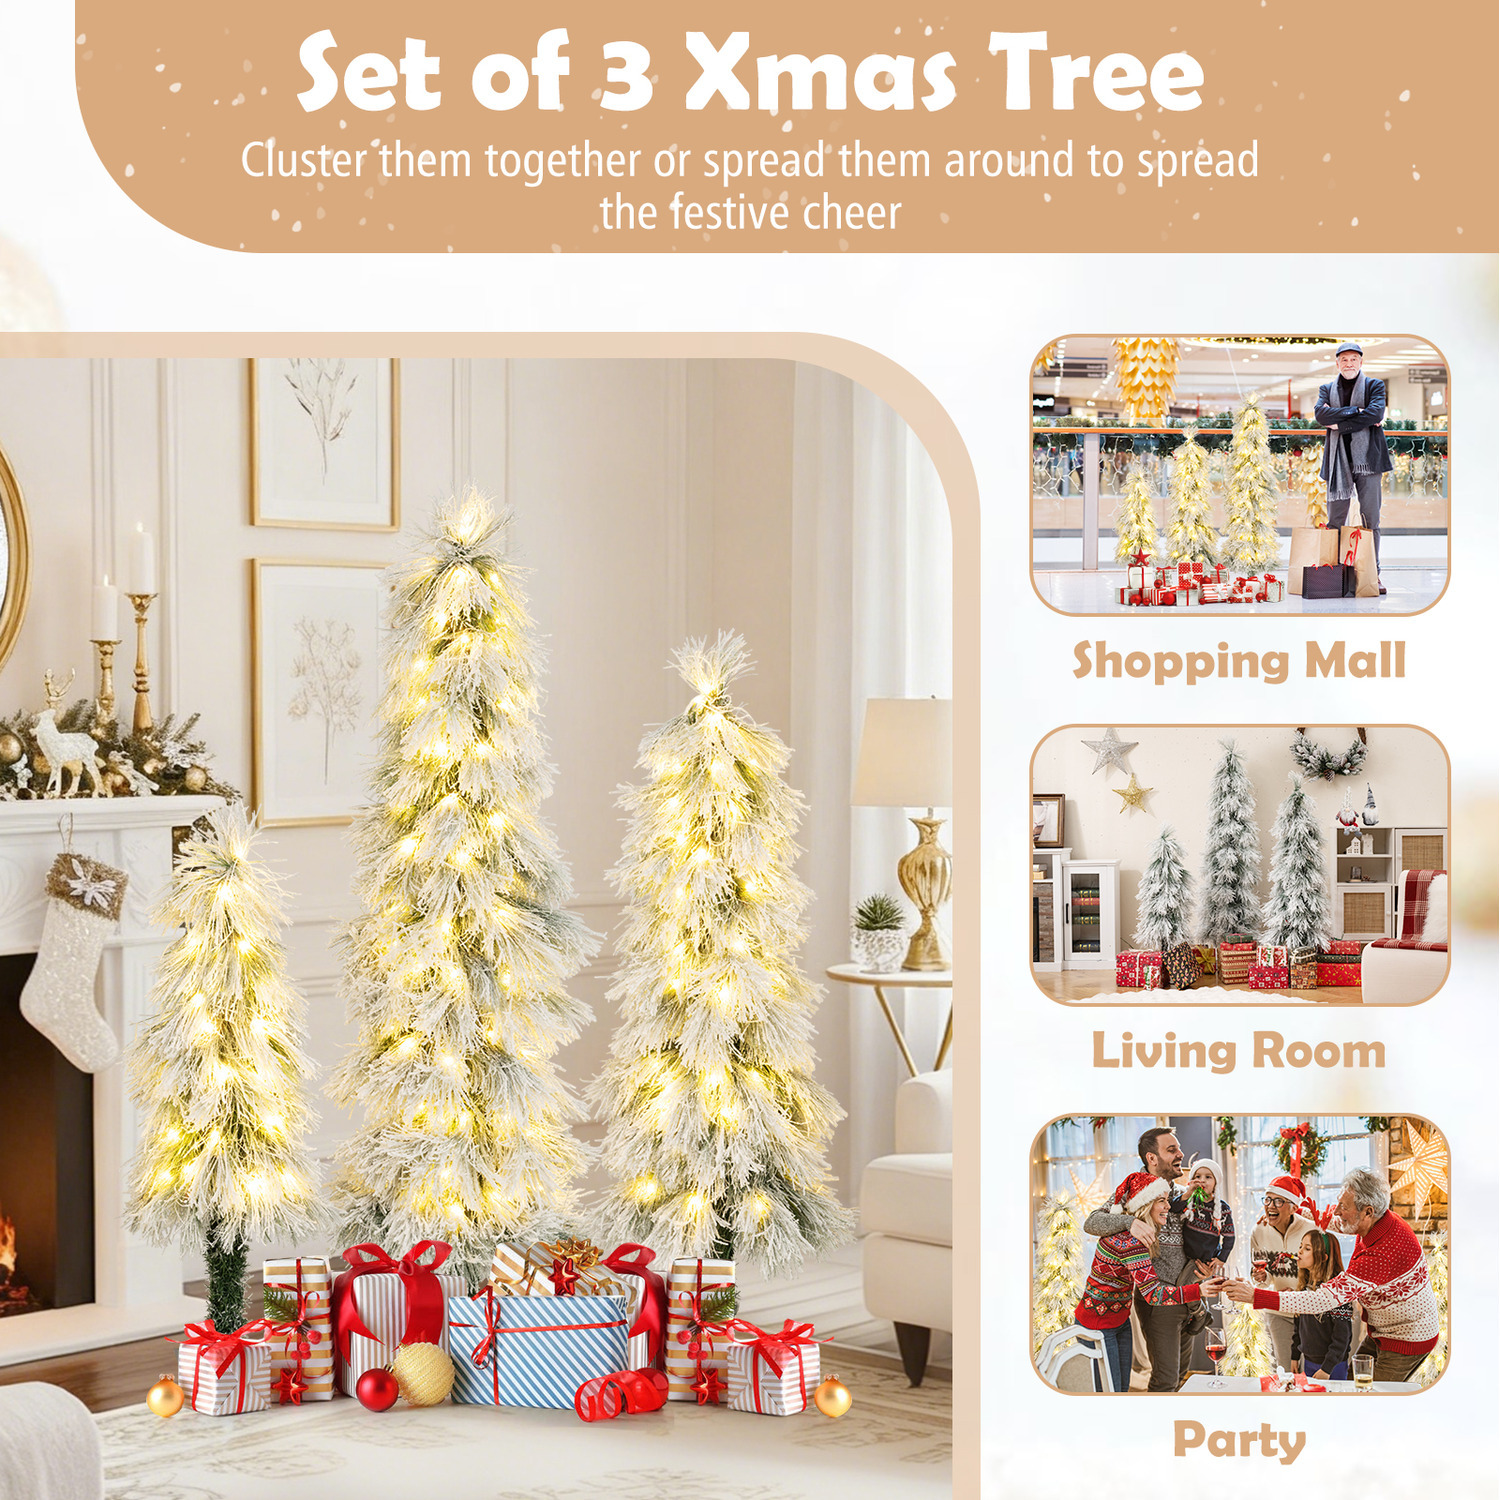 Set of 3 Xmas Tree
Cluster them together or spread them around to spread
the festive cheer
Shopping Mall
Living Room
Party